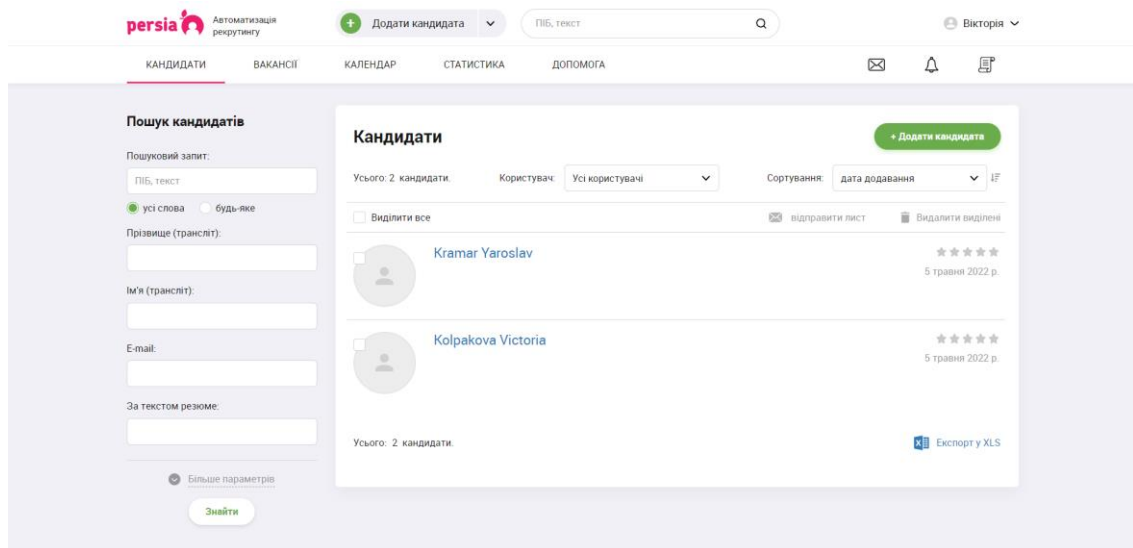 persia
Автоматизація
рекрутингу
Додати кандидата
ПІБ, текст
Вікторія
КАНДИДАТИ ВАКАНСІЇ КАЛЕНДАР СТАТИСТИКА ДОПОМОГА
Пошук кандидатів
Пошуковий запит:
ПІБ, текст
усі слова будь-яке
Прізвище (трансліт):
Ім'я (трансліт):
E-mail:
За текстом резюме:
Більше параметрів
Знайти
Кандидати
+ Додати кандидата
Усього: 2 кандидати. Користувач: Усі користувачі Сортування: дата додавання
Виділити все відправити лист Видалити виділені
Kramar Yaroslav
5 травня 2022 р.
Kolpakova Victoria
5 травня 2022 р.
Усього: 2 кандидати. Експорт у XLS